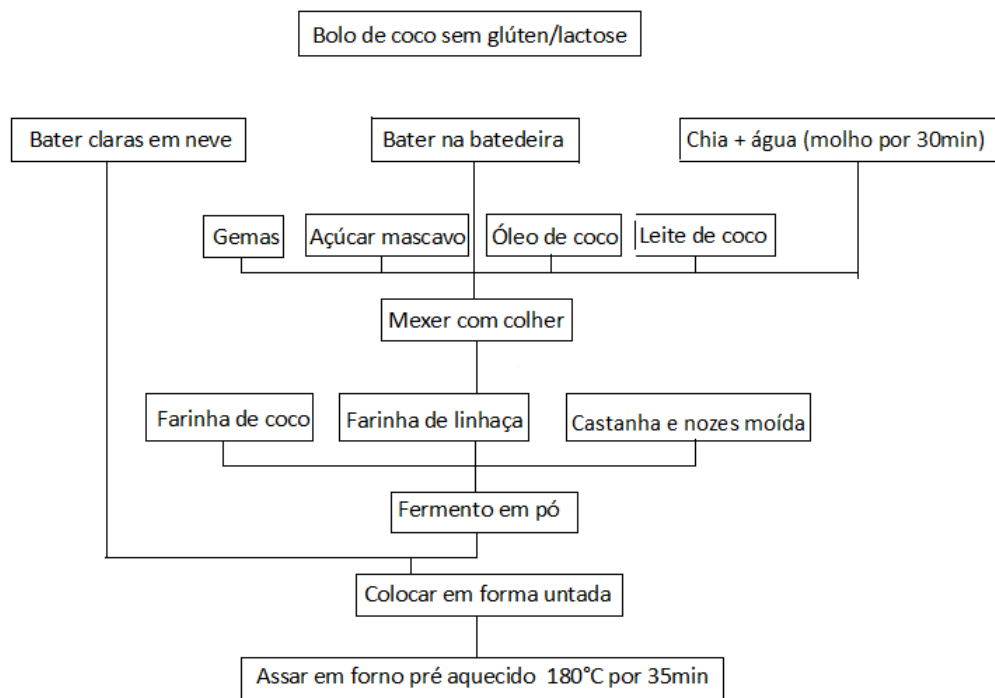 Bolo de coco sem glúten/lactose
Bater claras em neve
Bater na batedeira
Chia + água (molho por 30min)
Gemas
Açúcar mascavo
Óleo de coco
Leite de coco
Mexer com colher
Farinha de coco
Farinha de linhaça
Castanha e nozes moída
Fermento em pó
Colocar em forma untada
Assar em forno pré aquecido 180°C por 35min